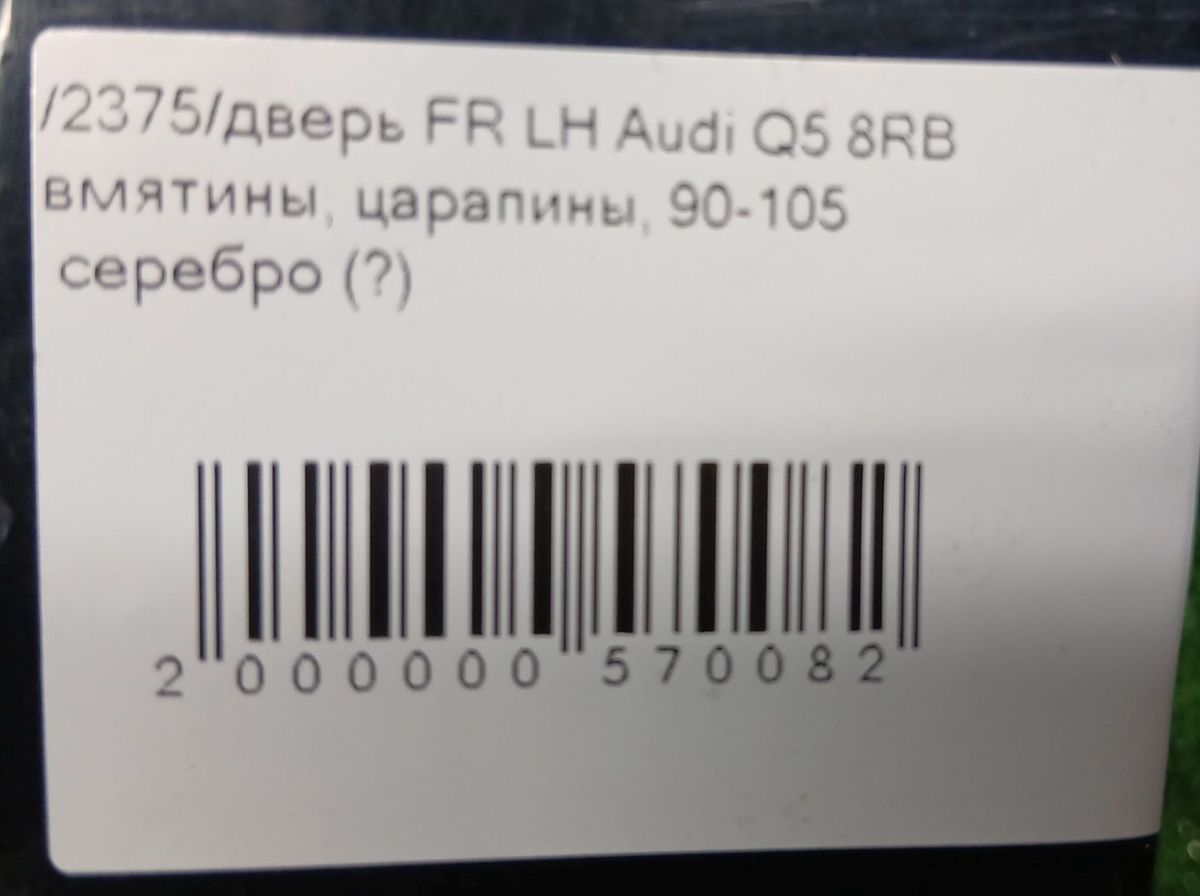 /2375/дверь FR LH Audi Q5 8RB
вмятины, царапины, 90-105
серебро (?)
2 000000 570082